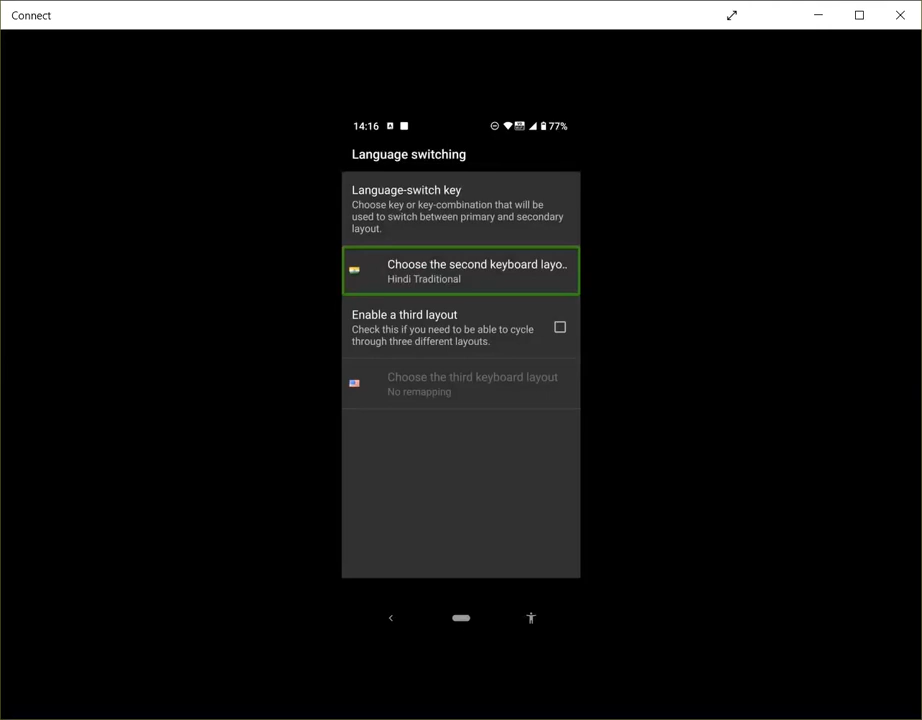 Connect
14:16
77%
Language switching
Language-switch key
Choose key or key-combination that will be
used to switch between primary and secondary
layout.
Choose the second keyboard layo..
Hindi Traditional
Enable a third layout
Check this if you need to be able to cycle
through three different layouts.
Choose the third keyboard layout
No remapping